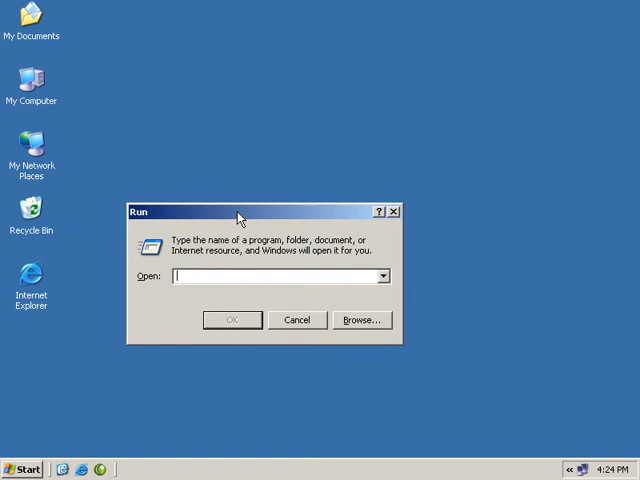 My Documents
My Computer
My Network
Places
Recycle Bin
Internet
Explorer
Run
?
Type the name of a program, folder, document, or
Internet resource, and Windows will open it for you.
Open:
OK
Cancel
Browse...
Start
«
4:24 PM